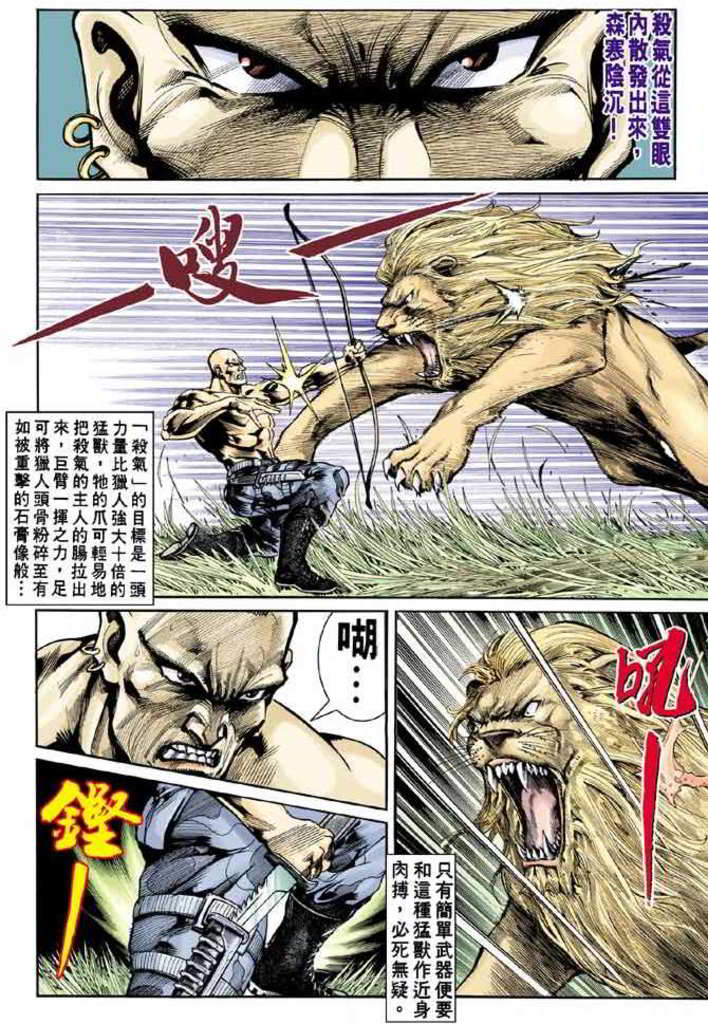 殺氣從這雙眼
內散發出來，
森寒陰沉！
嗖
「殺氣」的目標是一頭
力量比獵人強大十倍的
猛獸，牠的爪可輕易地
把殺氣的主人的腸拉出
來，巨臂一揮之力，足
可將獵人頭骨粉碎至有
如被重擊的石膏像般…
吼
嘝…
鏗
只有簡單武器便要
和這種猛獸作近身
肉搏，必死無疑。